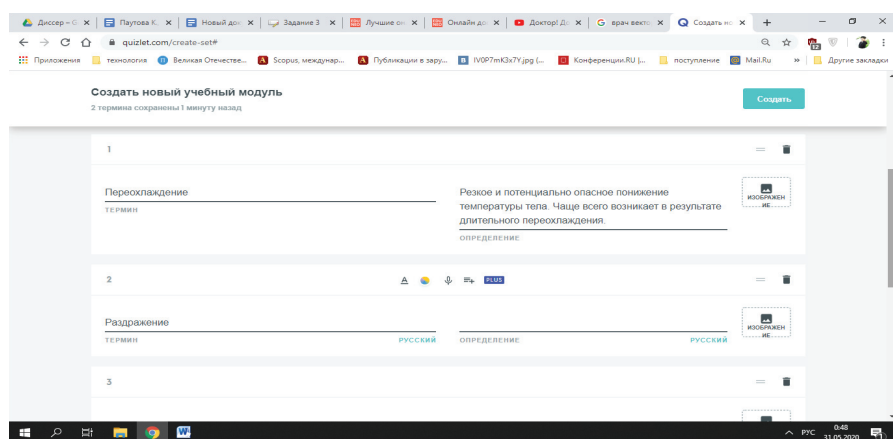 Диссер – G
Паутова К.
Новый док
Задание 3
Лучшие он
Онлайн до
Доктор! До
врач векто
Создать но
quizlet.com/create-set#
12
Приложения
технология
Великая Отечестве...
Scopus, междунар...
Публикации в зару...
iV0P7mK3x7Y.jpg (...
Конференции.RU (...
поступление
Mail.Ru
Другие закладки
Создать новый учебный модуль
2 термина сохранены 1 минуту назад
Создать
1
Переохлаждение
ТЕРМИН
Резкое и потенциально опасное понижение
температуры тела. Чаще всего возникает в результате
длительного переохлаждения.
ОПРЕДЕЛЕНИЕ
ИЗОБРАЖЕН
ИЕ
2
PLUS
Раздражение
ТЕРМИН
РУССКИЙ
ОПРЕДЕЛЕНИЕ
РУССКИЙ
ИЗОБРАЖЕН
ИЕ
3
РУС
0:48
31.05.2020